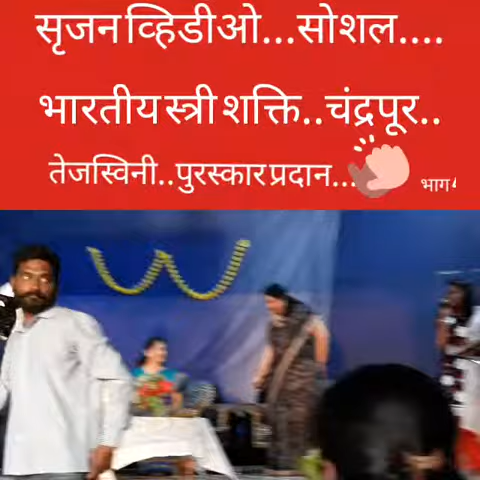 सृजन व्हिडीओ...सोशल....
भारतीय स्त्री शक्ति..चंद्रपूर..
तेजस्विनी..पुरस्कार प्रदान...
भाग